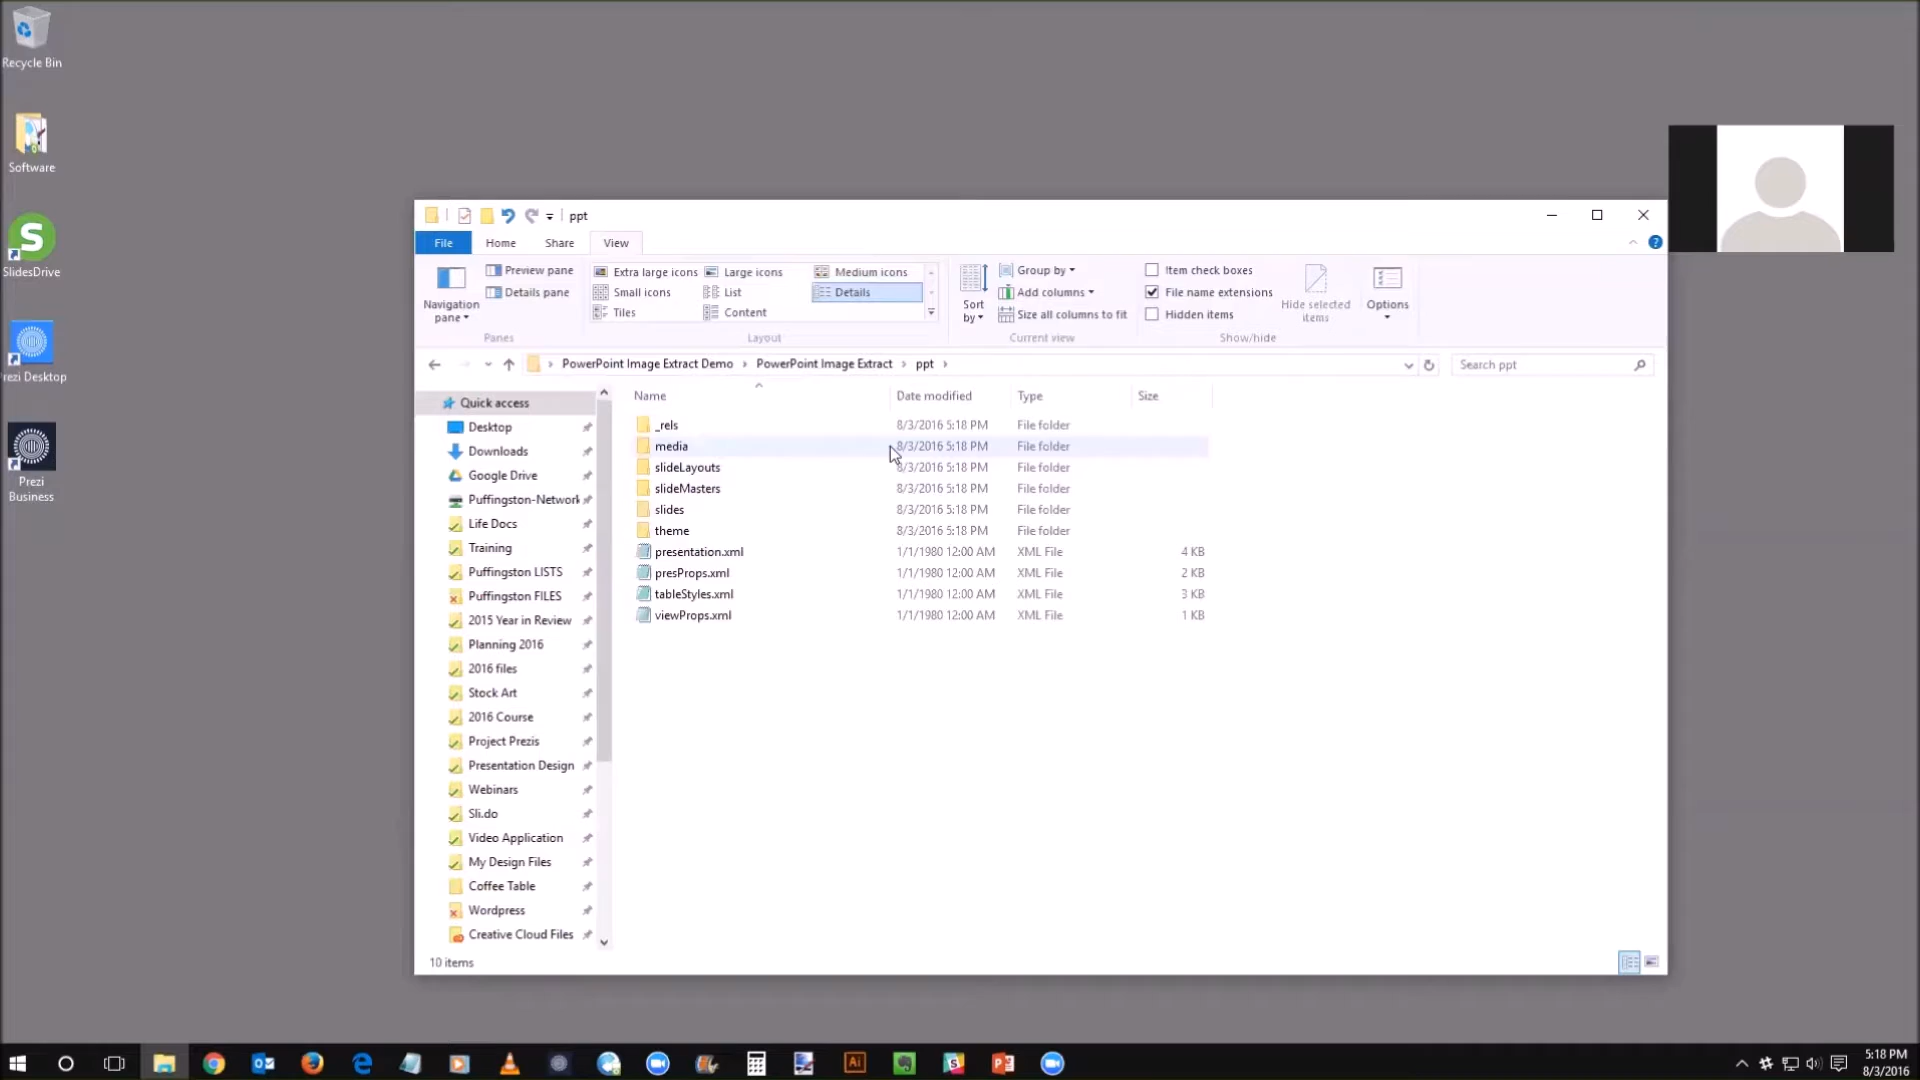 Recycle Bin
Software
SlidesDrive
rezi Desktop
Prezi
Business
ppt
File Home Share View
Navigation
pane
Preview pane
Details pane
Panes
Extra large icons Large icons Medium icons
Small icons List Details
Tiles Content
Layout
Sort
by
Group by
Add columns
Size all columns to fit
Current view
Item check boxes
File name extensions
Hidden items
Hide selected
items
Show/hide
Options
PowerPoint Image Extract Demo › PowerPoint Image Extract › ppt ›
Search ppt
Quick access
Desktop
Downloads
Google Drive
Puffingston-Network
Life Docs
Training
Puffingston LISTS
Puffingston FILES
2015 Year in Review
Planning 2016
2016 files
Stock Art
2016 Course
Project Prezis
Presentation Design
Webinars
Sli.do
Video Application
My Design Files
Coffee Table
Wordpress
Creative Cloud Files
Name Date modified Type Size
_rels 8/3/2016 5:18 PM File folder
media 8/3/2016 5:18 PM File folder
slideLayouts 8/3/2016 5:18 PM File folder
slideMasters 8/3/2016 5:18 PM File folder
slides 8/3/2016 5:18 PM File folder
theme 8/3/2016 5:18 PM File folder
presentation.xml 1/1/1980 12:00 AM XML File 4 KB
presProps.xml 1/1/1980 12:00 AM XML File 2 KB
tableStyles.xml 1/1/1980 12:00 AM XML File 3 KB
viewProps.xml 1/1/1980 12:00 AM XML File 1 KB
10 items
Ai
5:18 PM
8/3/2016